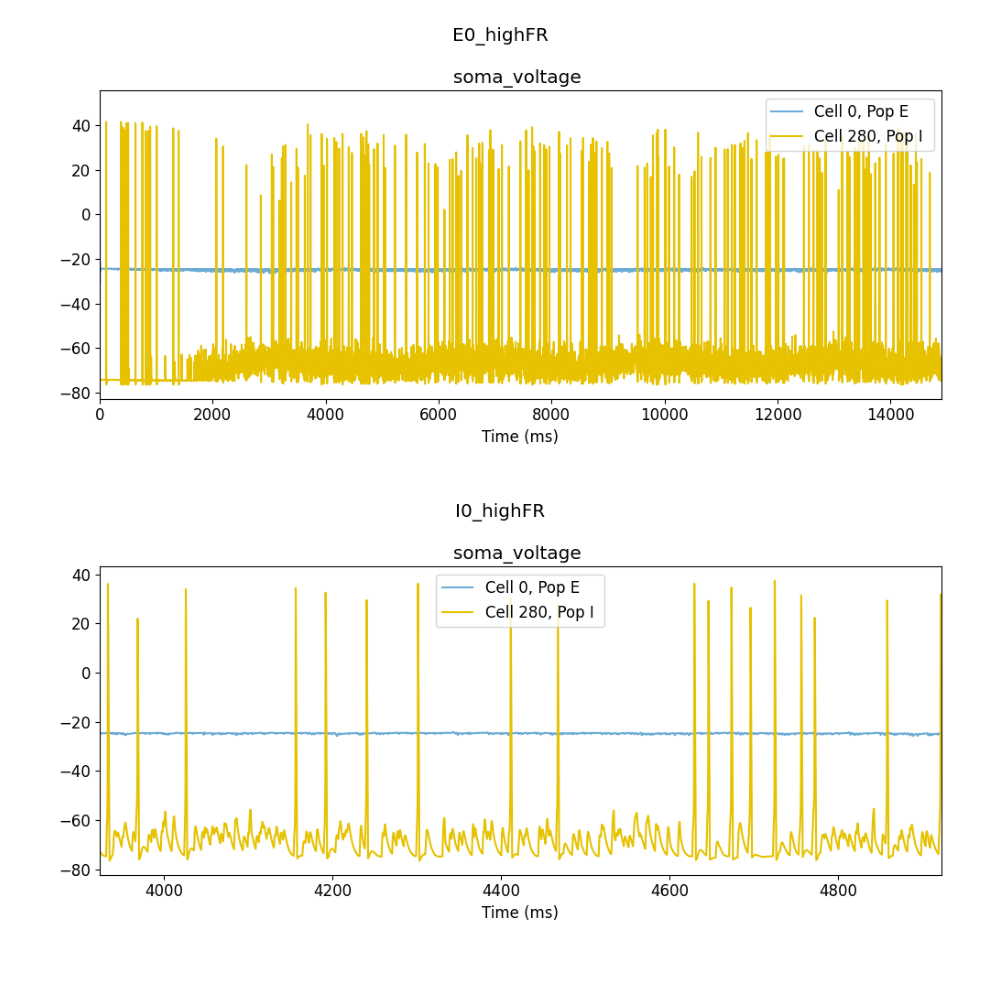 E0_highFR
soma_voltage
Cell 0, Pop E
Cell 280, Pop I
40
20
0
−20
−40
−60
−80
0 2000 4000 6000 8000 10000 12000 14000
Time (ms)
I0_highFR
soma_voltage
Cell 0, Pop E
Cell 280, Pop I
40
20
0
−20
−40
−60
−80
4000 4200 4400 4600 4800
Time (ms)